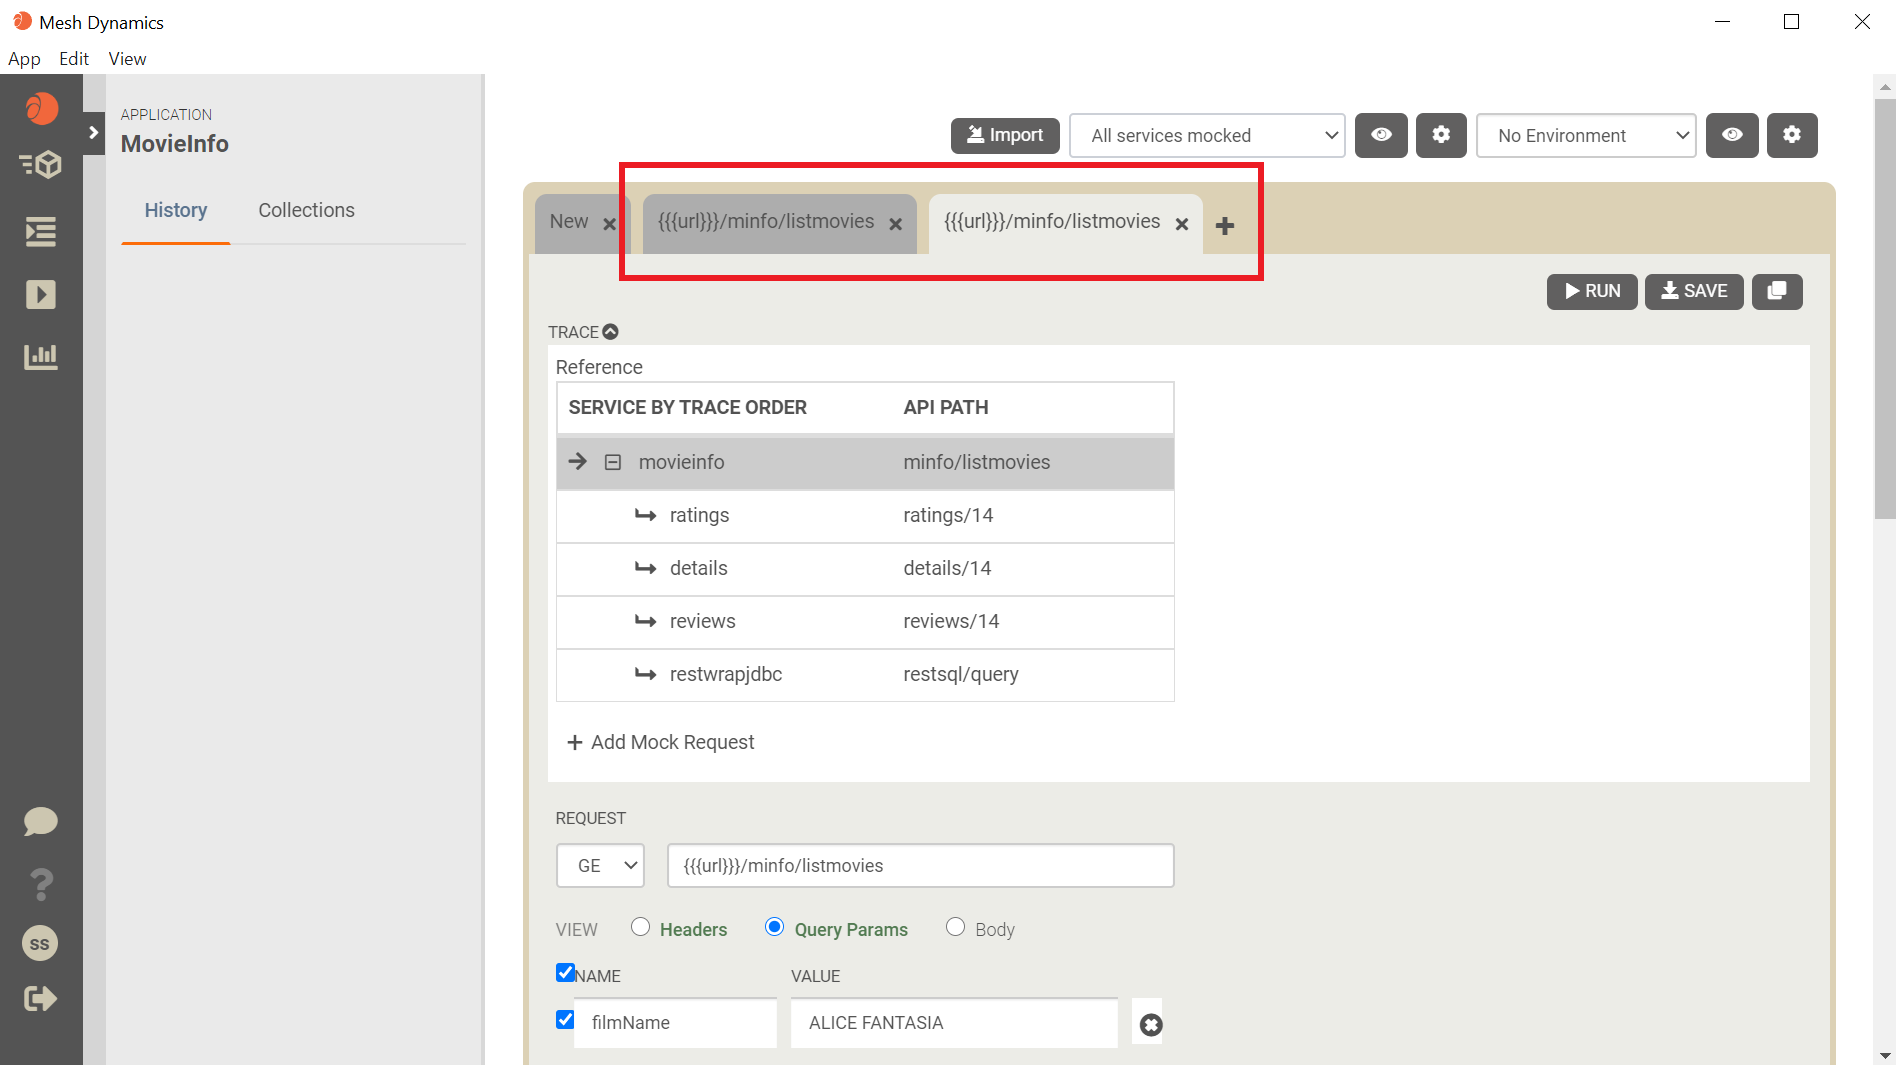 Mesh Dynamics
App Edit View
APPLICATION
MovieInfo
History Collections
Import All services mocked No Environment
New {{{url}}}/minfo/listmovies {{{url}}}/minfo/listmovies
RUN SAVE
TRACE
Reference
SERVICE BY TRACE ORDER API PATH
movieinfo minfo/listmovies
ratings ratings/14
details details/14
reviews reviews/14
restwrapjdbc restsql/query
+ Add Mock Request
REQUEST
GE {{{url}}}/minfo/listmovies
VIEW Headers Query Params Body
NAME VALUE
filmName ALICE FANTASIA
?
SS